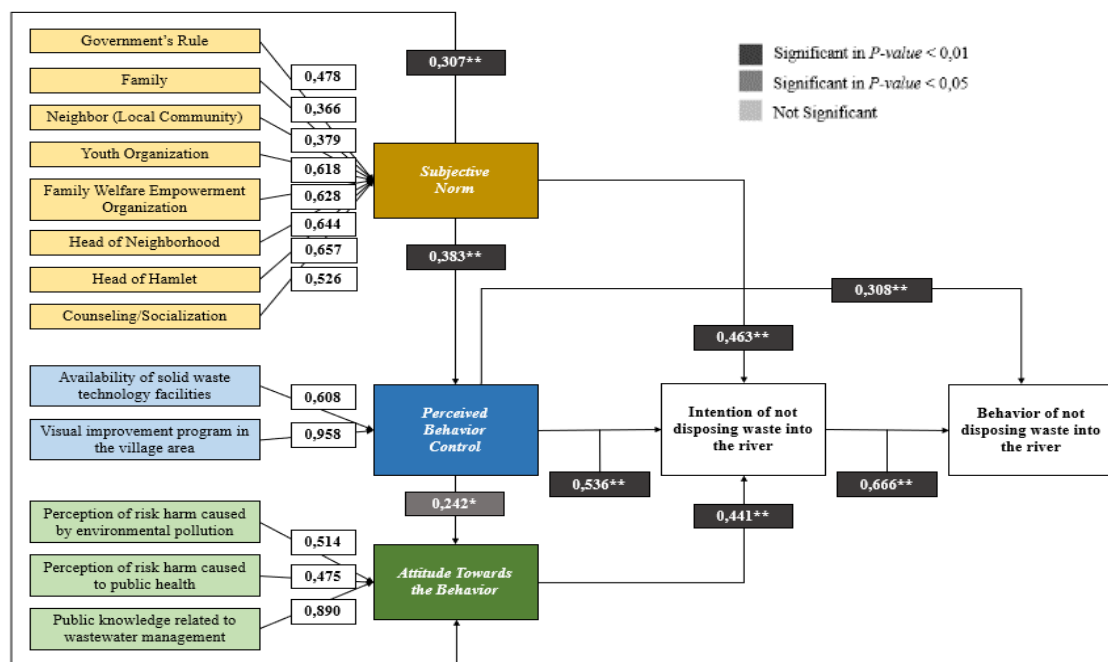 Government's Rule
Family
Neighbor (Local Community)
Youth Organization
Family Welfare Empowerment
Organization
Head of Neighborhood
Head of Hamlet
Counseling/Socialization
0,478
0,366
0,379
0,618
0,628
0,644
0,657
0,526
0,307**
Significant in P-value < 0,01
Significant in P-value < 0,05
Not Significant
Subjective
Norm
0,383**
0,308**
0,463**
Availability of solid waste
technology facilities
Visual improvement program in
the village area
0,608
0,958
Perceived
Behavior
Control
0,536**
Intention of not
disposing waste into
the river
0,666**
Behavior of not
disposing waste into
the river
0,242*
0,441**
Perception of risk harm caused
by environmental pollution
Perception of risk harm caused
to public health
Public knowledge related to
wastewater management
0,514
0,475
0,890
Attitude Towards
the Behavior